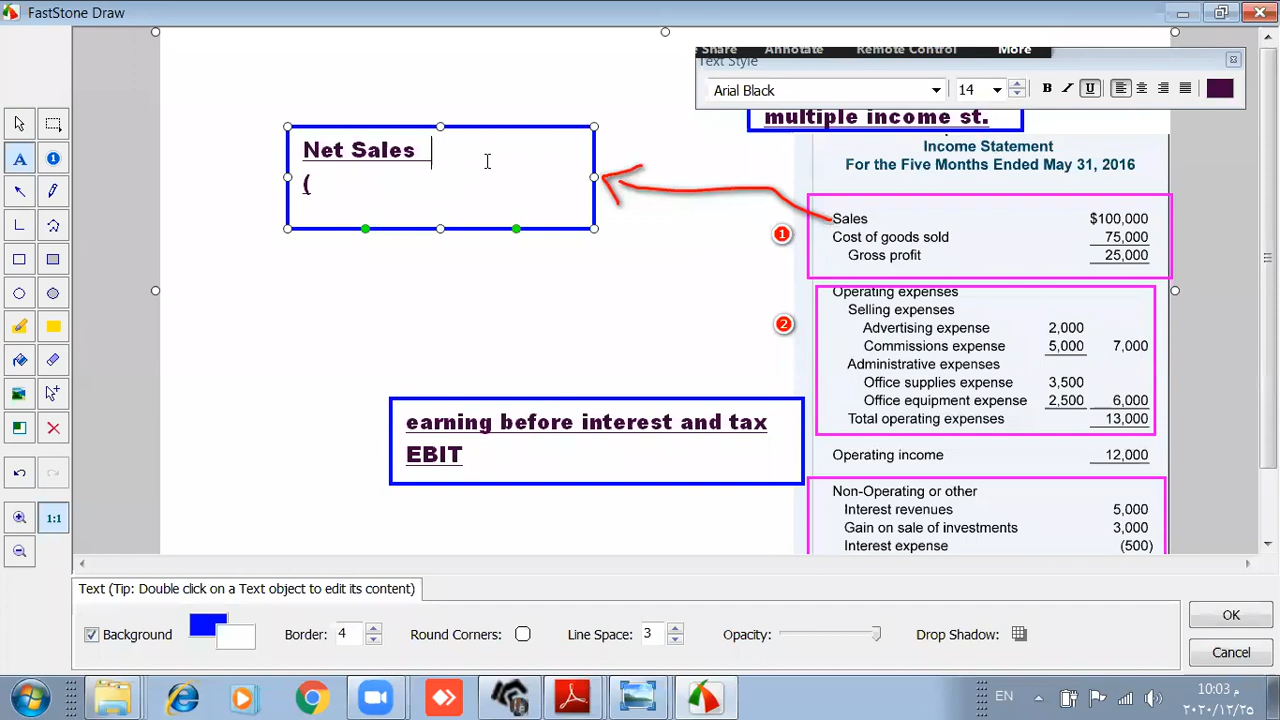 FastStone Draw
Share Annotate Remote Control More
Text Style
Arial Black 14 B I U
multiple income st.
Net Sales
(
Income Statement
For the Five Months Ended May 31, 2016
1
Sales $100,000
Cost of goods sold 75,000
Gross profit 25,000
2
Operating expenses
Selling expenses
Advertising expense 2,000
Commissions expense 5,000 7,000
Administrative expenses
Office supplies expense 3,500
Office equipment expense 2,500 6,000
Total operating expenses 13,000
Operating income 12,000
Non-Operating or other
Interest revenues 5,000
Gain on sale of investments 3,000
Interest expense (500)
earning before interest and tax
EBIT
A
1
1:1
Text (Tip: Double click on a Text object to edit its content)
Background Border: 4 Round Corners: Line Space: 3 Opacity: Drop Shadow:
OK
Cancel
EN
10:03 م
٢٠٢٠/١٢/٢٥